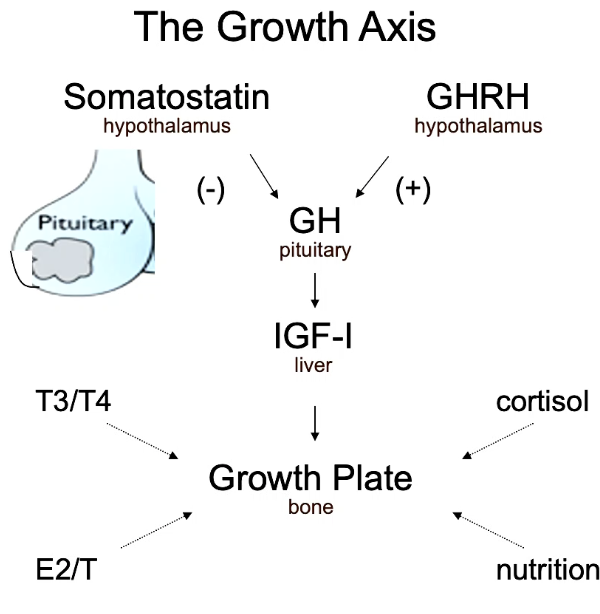 The Growth Axis
Somatostatin
hypothalamus
GHRH
hypothalamus
(-)
(+)
Pituitary
GH
pituitary
IGF-I
liver
T3/T4
cortisol
Growth Plate
bone
E2/T
nutrition